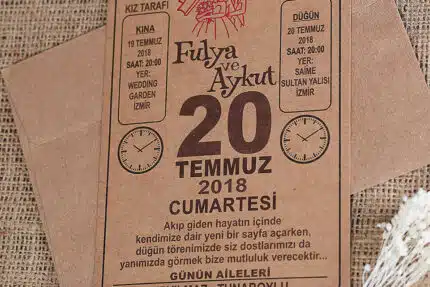 KIZ TARAFI
KINA
19 TEMMUZ
2018
SAAT: 20:00
YER:
WEDDING
GARDEN
İZMİR
DÜĞÜN
20 TEMMUZ
2018
SAAT: 20:00
YER:
SAİME
SULTAN YALISI
İZMİR
Fulya
ve
Aykut
20
TEMMUZ
2018
CUMARTESİ
Akıp giden hayatın içinde
kendimize dair yeni bir sayfa açarken,
düğün törenimizde siz dostlarımızı da
yanımızda görmek bize mutluluk verecektir...
GÜNÜN AİLELERİ